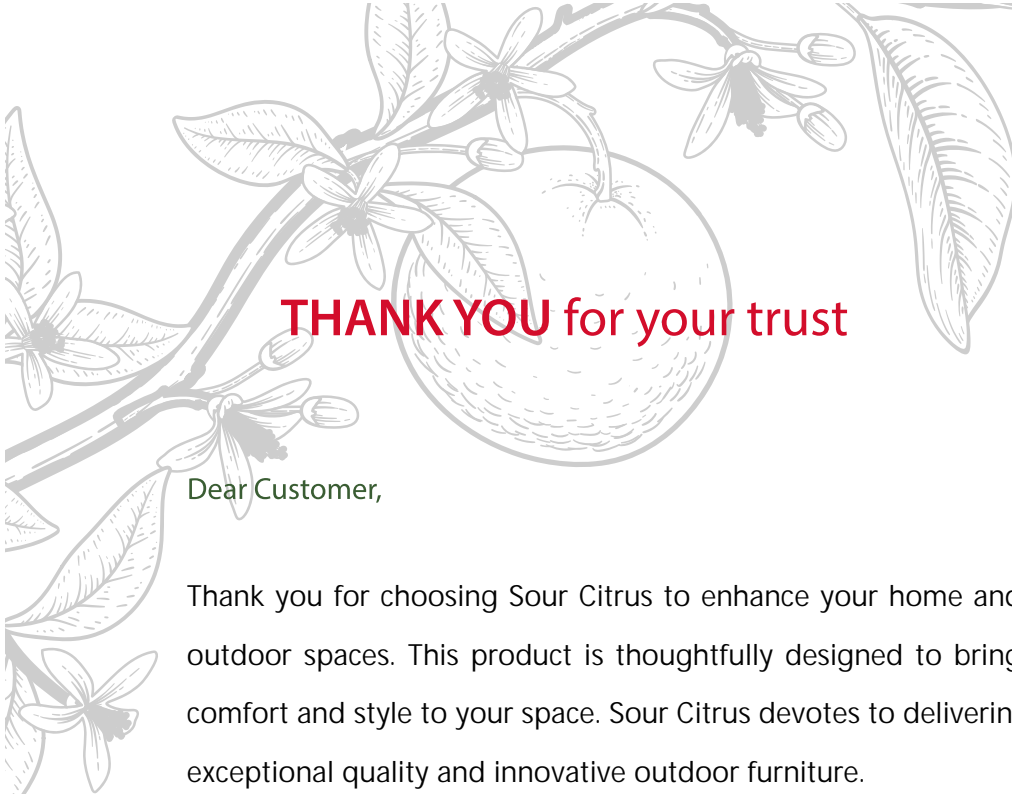 THANK YOU for your trust
Dear Customer,
Thank you for choosing Sour Citrus to enhance your home and
outdoor spaces. This product is thoughtfully designed to bring
comfort and style to your space. Sour Citrus devotes to deliverin
exceptional quality and innovative outdoor furniture.